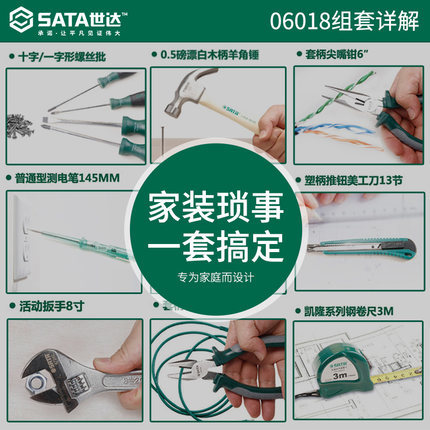 SATA世达
承诺·让平凡见证伟大
06018组套详解
十字/一字形螺丝批
0.5磅漂白木柄羊角锤
套柄尖嘴钳6”
普通型测电笔145MM
塑柄推钮美工刀13节
家装琐事
一套搞定
专为家庭而设计
活动扳手8寸
凯隆系列钢卷尺3M
SATA
3m